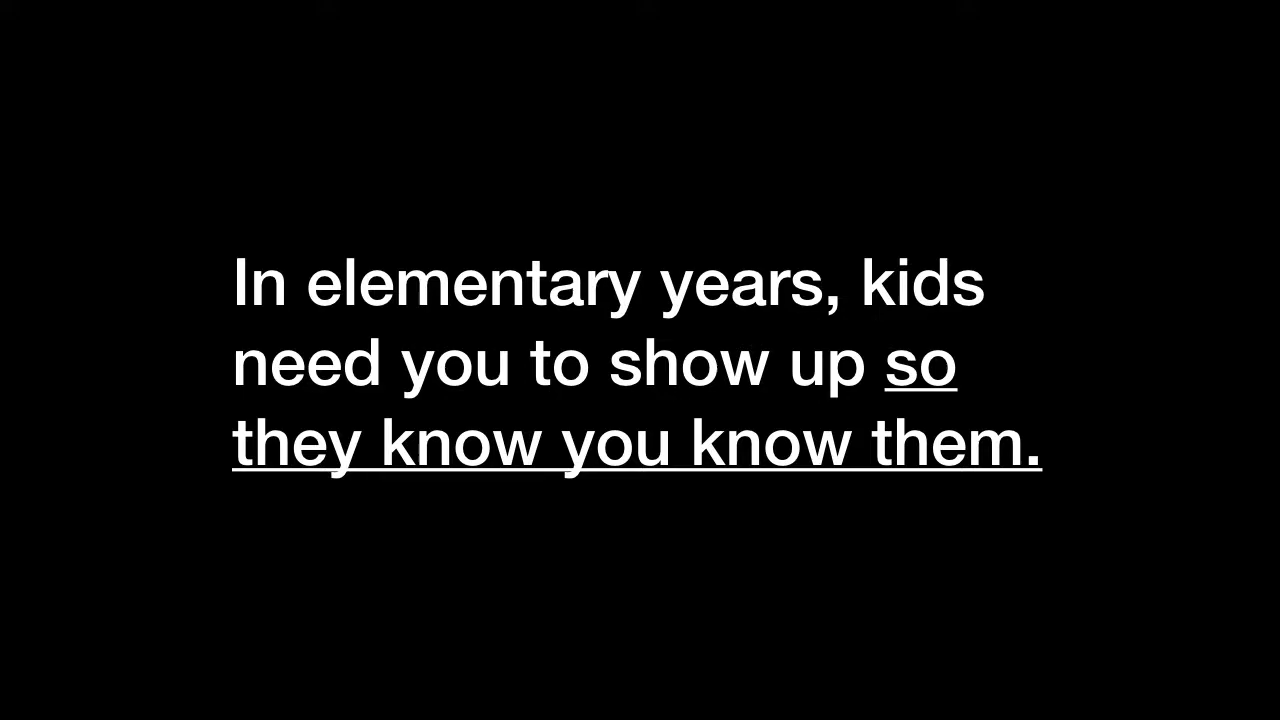 In elementary years, kids
need you to show up so
they know you know them.